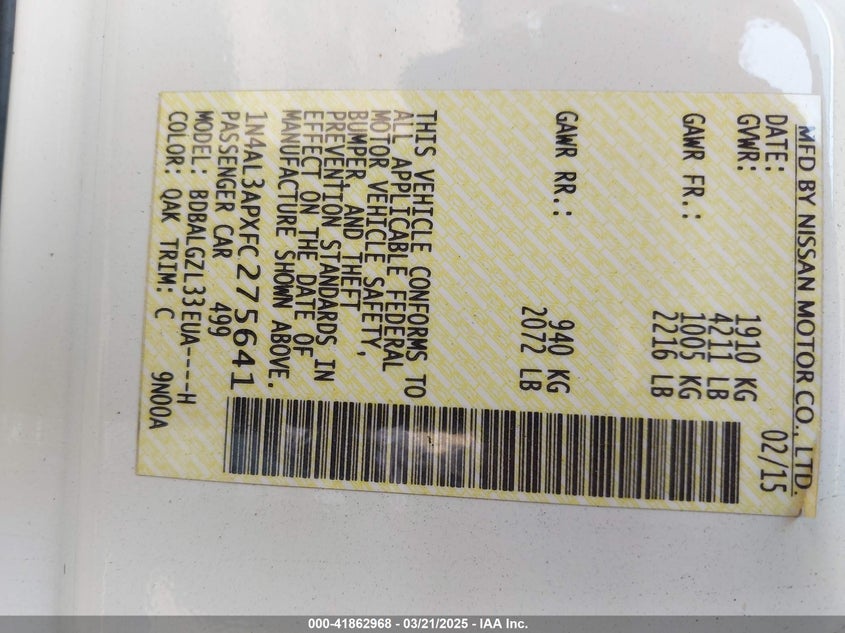 MFD BY NISSAN MOTOR CO., LTD.
DATE: 02/15
GVWR: 1910 KG
4211 LB
GAWR FR.: 1005 KG
2216 LB
GAWR RR.: 940 KG
2072 LB
THIS VEHICLE CONFORMS TO
ALL APPLICABLE FEDERAL
MOTOR VEHICLE SAFETY,
BUMPER AND THEFT
PREVENTION STANDARDS IN
EFFECT ON THE DATE OF
MANUFACTURE SHOWN ABOVE.
1N4AL3APXFC275641
PASSENGER CAR 499
MODEL: BDBALGZL33EUA----H
COLOR: QAK TRIM: C 9N00A
000-41862968 - 03/21/2025 - IAA Inc.